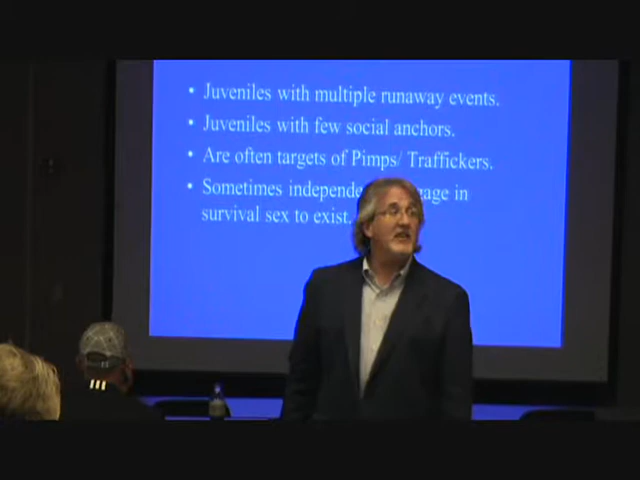 • Juveniles with multiple runaway events.
• Juveniles with few social anchors.
• Are often targets of Pimps/ Traffickers.
• Sometimes in
survival sex to exist.